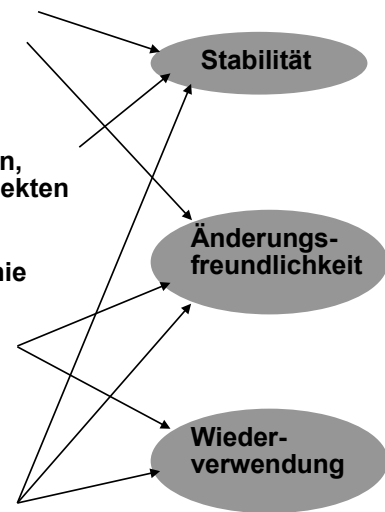 Stabilität
n,
ekten
Änderungs-
freundlichkeit
nie
Wieder-
verwendung